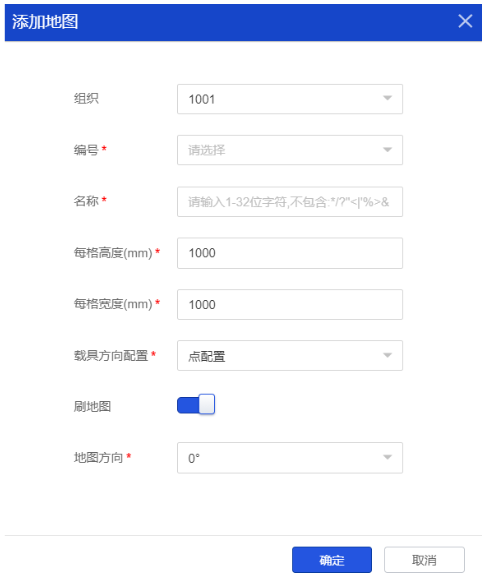 添加地图
组织 1001
编号* 请选择
名称* 请输入1-32位字符,不包含:*/?"<|'%>&
每格高度(mm)* 1000
每格宽度(mm)* 1000
载具方向配置* 点配置
刷地图
地图方向* 0°
确定 取消